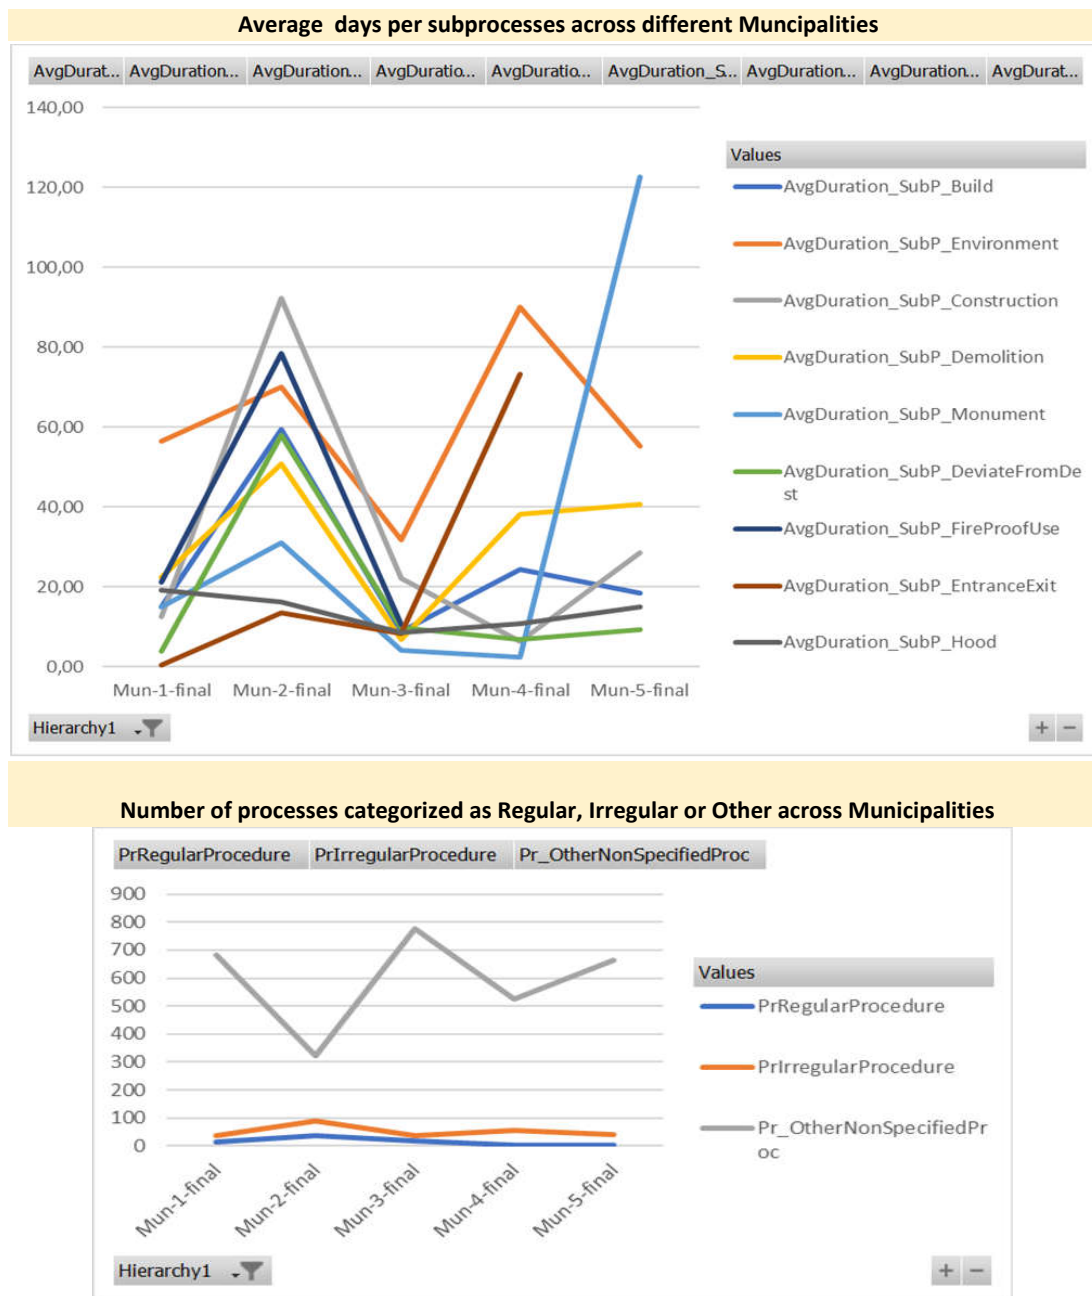 Average  days per subprocesses across different Muncipalities
AvgDurat... AvgDuration... AvgDuration... AvgDuratio... AvgDuratio... AvgDuration_S... AvgDuration... AvgDuration... AvgDurat...
140,00
120,00
100,00
80,00
60,00
40,00
20,00
0,00
Mun-1-final Mun-2-final Mun-3-final Mun-4-final Mun-5-final
Values
AvgDuration_SubP_Build
AvgDuration_SubP_Environment
AvgDuration_SubP_Construction
AvgDuration_SubP_Demolition
AvgDuration_SubP_Monument
AvgDuration_SubP_DeviateFromDe
st
AvgDuration_SubP_FireProofUse
AvgDuration_SubP_EntranceExit
AvgDuration_SubP_Hood
Hierarchy1
+ −
Number of processes categorized as Regular, Irregular or Other across Municipalities
PrRegularProcedure PrIrregularProcedure Pr_OtherNonSpecifiedProc
900
800
700
600
500
400
300
200
100
0
Mun-1-final Mun-2-final Mun-3-final Mun-4-final Mun-5-final
Values
PrRegularProcedure
PrIrregularProcedure
Pr_OtherNonSpecifiedPr
oc
Hierarchy1
+ −